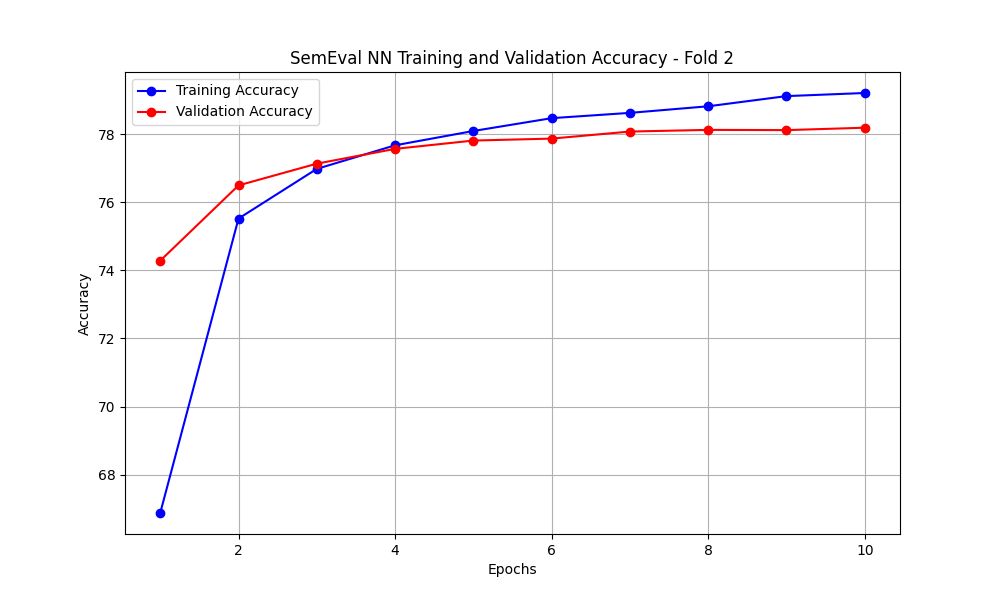 SemEval NN Training and Validation Accuracy - Fold 2
Training Accuracy
Validation Accuracy
78
76
74
72
70
68
Accuracy
2
4
6
8
10
Epochs